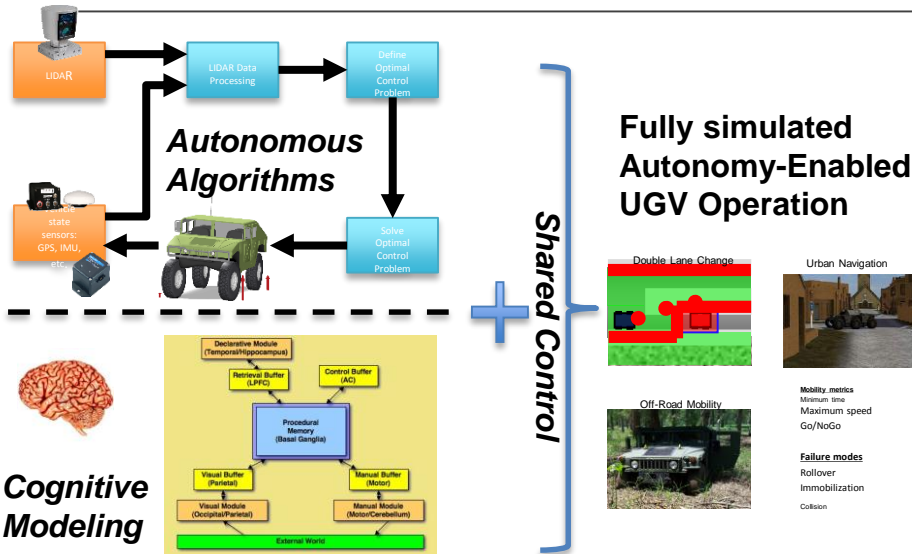 LIDAR
LIDAR Data
Processing
Define
Optimal
Control
Problem
Autonomous
Algorithms
Vehicle
state
sensors:
GPS, IMU,
etc
Solve
Optimal
Control
Problem
Declarative Module
(Temporal/Hippocampus)
Retrieval Buffer
(LPFC)
Control Buffer
(AC)
Procedural
Memory
(Basal Ganglia)
Visual Buffer
(Parietal)
Manual Buffer
(Motor)
Visual Module
(Occipital/Parietal)
Manual Module
(Motor/Cerebellum)
External World
Cognitive
Modeling
Shared Control
Fully simulated
Autonomy-Enabled
UGV Operation
Double Lane Change
Urban Navigation
Off-Road Mobility
Mobility metrics
Minimum time
Maximum speed
Go/NoGo
Failure modes
Rollover
Immobilization
Collision